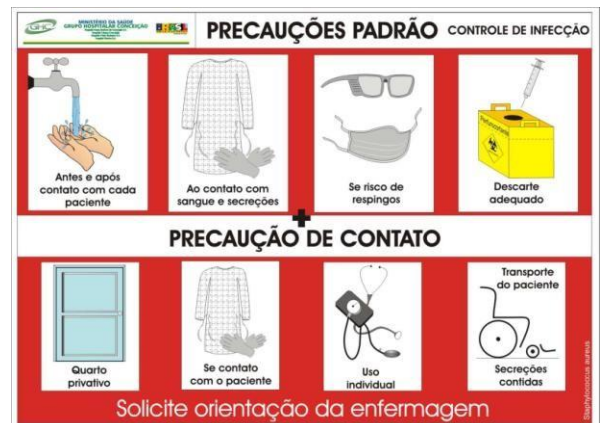 GHC
MINISTÉRIO DA SAÚDE
GRUPO HOSPITALAR CONCEIÇÃO
PRECAUÇÕES PADRÃO
CONTROLE DE INFECÇÃO
Antes e após
contato com cada
paciente
Ao contato com
sangue e secreções
Se risco de
respingos
Perfurocortante
Descarte
adequado
+
PRECAUÇÃO DE CONTATO
Quarto
privativo
Se contato
com o paciente
Uso
individual
Transporte
do paciente
Secreções
contidas
Staphylococcus aureus
Solicite orientação da enfermagem